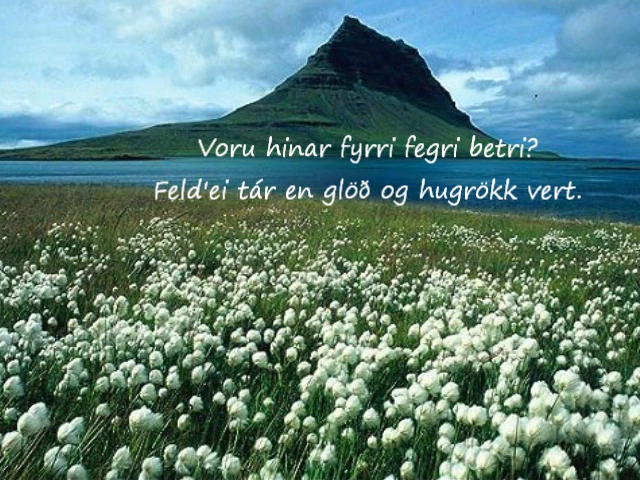 Voru hinar fyrri fegri betri?
Feld'ei tár en glöð og hugrökk vert.